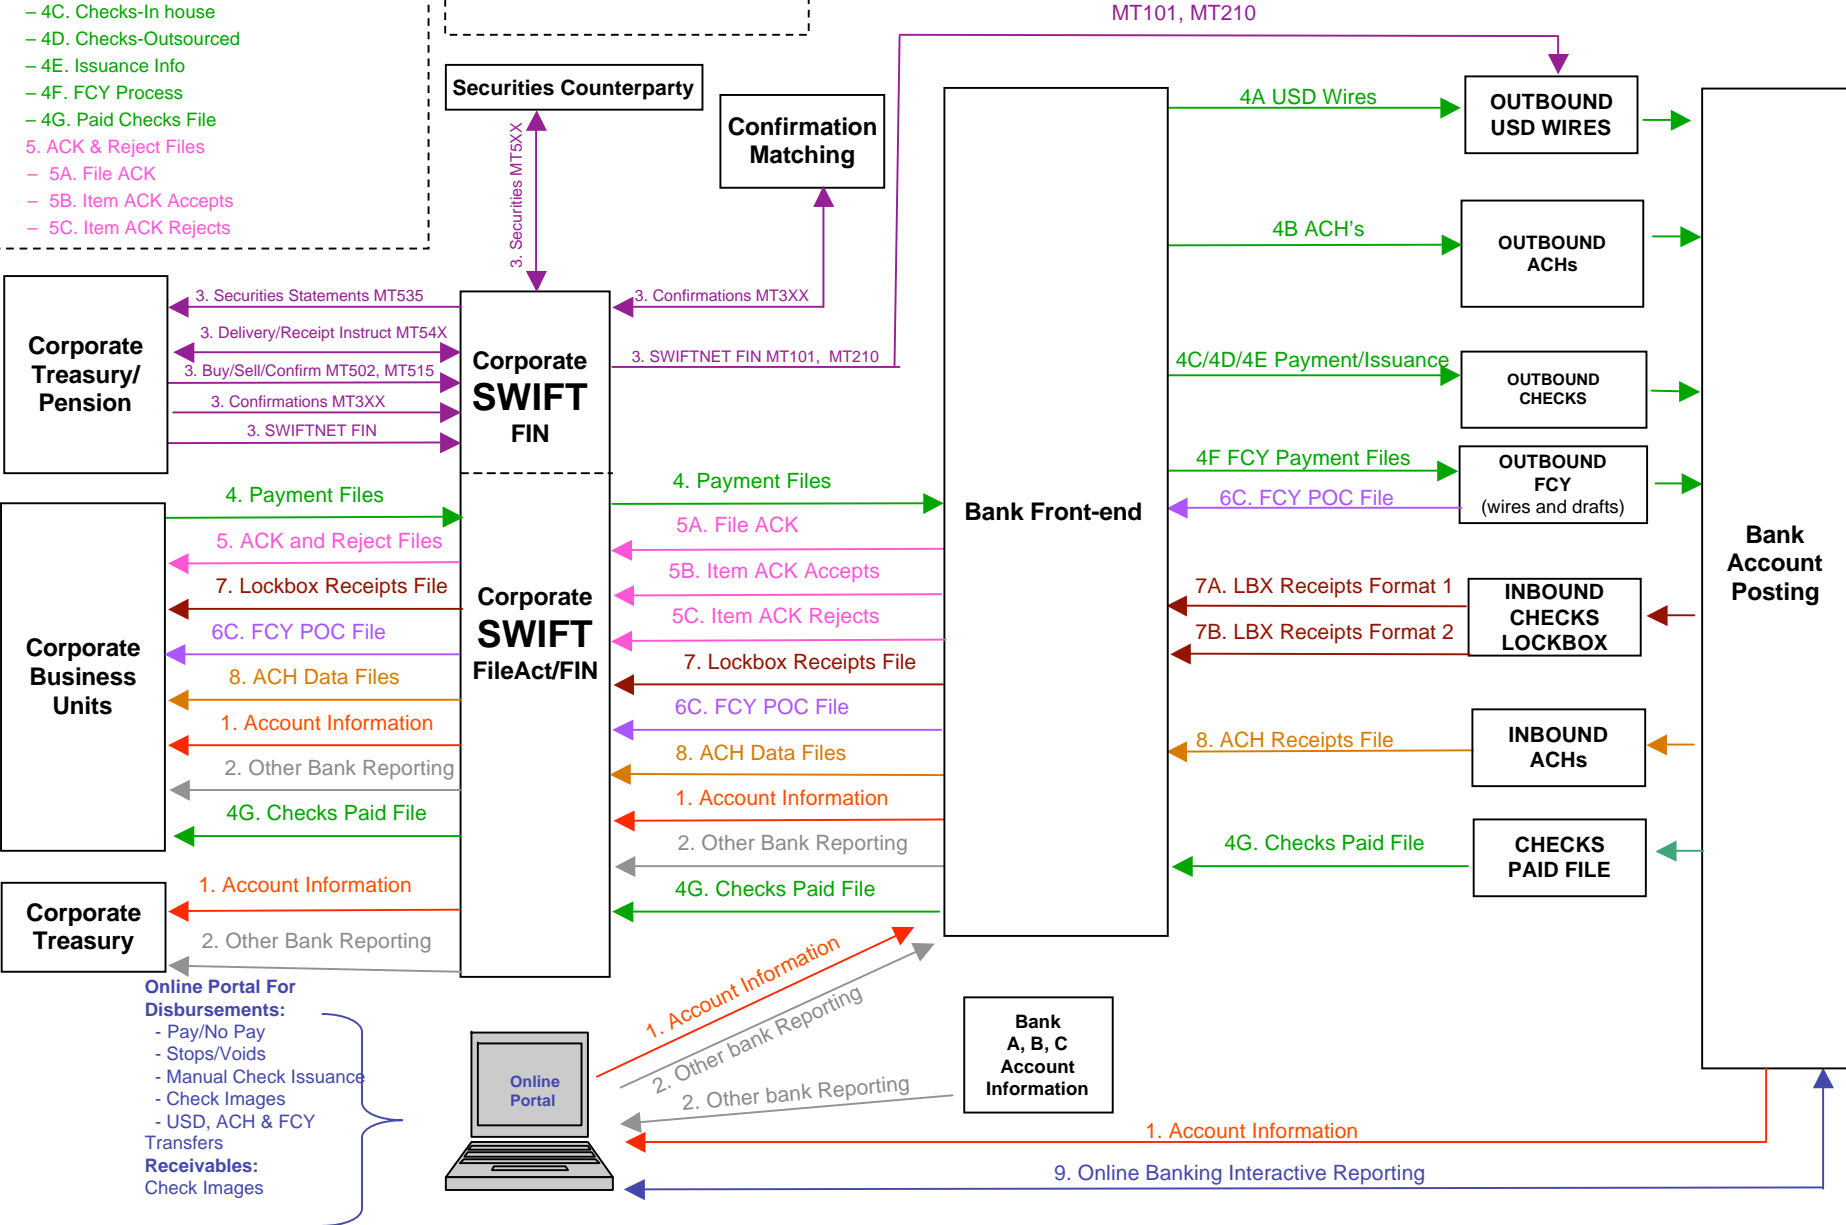 – 4C. Checks-In house
– 4D. Checks-Outsourced
– 4E. Issuance Info
– 4F. FCY Process
– 4G. Paid Checks File
5. ACK & Reject Files
– 5A. File ACK
– 5B. Item ACK Accepts
– 5C. Item ACK Rejects
MT101, MT210
Securities Counterparty
Confirmation
Matching
3. Securities MT5XX
Corporate
Treasury/
Pension
3. Securities Statements MT535
3. Delivery/Receipt Instruct MT54X
3. Buy/Sell/Confirm MT502, MT515
3. Confirmations MT3XX
3. SWIFTNET FIN
Corporate
SWIFT
FIN
3. Confirmations MT3XX
3. SWIFTNET FIN MT101, MT210
Corporate
Business
Units
4. Payment Files
5. ACK and Reject Files
7. Lockbox Receipts File
6C. FCY POC File
8. ACH Data Files
1. Account Information
2. Other Bank Reporting
4G. Checks Paid File
Corporate
Treasury
1. Account Information
2. Other Bank Reporting
Corporate
SWIFT
FileAct/FIN
4. Payment Files
5A. File ACK
5B. Item ACK Accepts
5C. Item ACK Rejects
7. Lockbox Receipts File
6C. FCY POC File
8. ACH Data Files
1. Account Information
2. Other Bank Reporting
4G. Checks Paid File
Bank Front-end
4A USD Wires
4B ACH's
4C/4D/4E Payment/Issuance
4F FCY Payment Files
6C. FCY POC File
7A. LBX Receipts Format 1
7B. LBX Receipts Format 2
8. ACH Receipts File
4G. Checks Paid File
OUTBOUND
USD WIRES
OUTBOUND
ACHs
OUTBOUND
CHECKS
OUTBOUND
FCY
(wires and drafts)
INBOUND
CHECKS
LOCKBOX
INBOUND
ACHs
CHECKS
PAID FILE
Bank
Account
Posting
Online Portal For
Disbursements:
- Pay/No Pay
- Stops/Voids
- Manual Check Issuance
- Check Images
- USD, ACH & FCY
Transfers
Receivables:
Check Images
Online
Portal
1. Account Information
2. Other bank Reporting
2. Other bank Reporting
Bank
A, B, C
Account
Information
1. Account Information
9. Online Banking Interactive Reporting